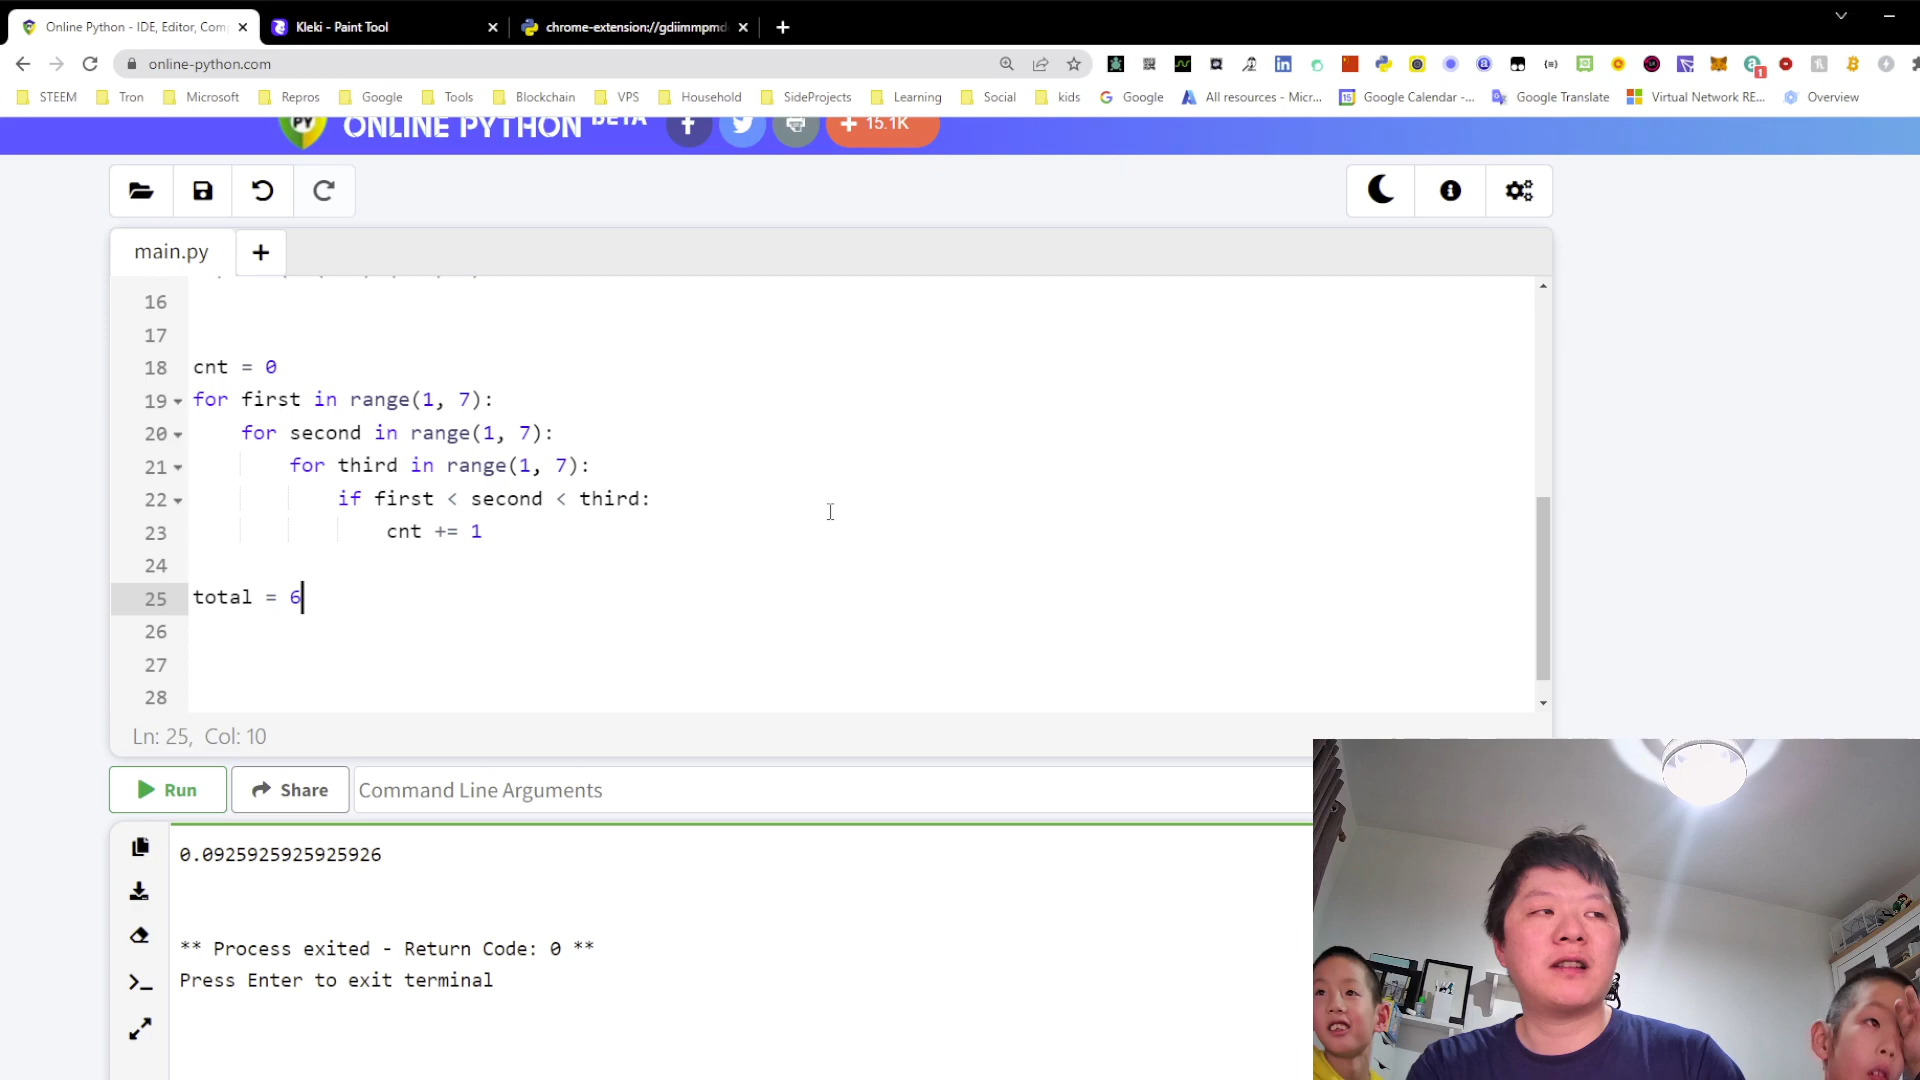 Online Python - IDE, Editor, Com
Kleki - Paint Tool
chrome-extension://gdiimmpmd
online-python.com
STEEM
Tron
Microsoft
Repros
Google
Tools
Blockchain
VPS
Household
SideProjects
Learning
Social
kids
Google
All resources - Micr...
Google Calendar -...
Google Translate
Virtual Network RE...
Overview
PY
ONLINE PYTHON BETA
15.1K
main.py
16
17
18 cnt = 0
19 for first in range(1, 7):
20 for second in range(1, 7):
21 for third in range(1, 7):
22 if first < second < third:
23 cnt += 1
24
25 total = 6
26
27
28
Ln: 25, Col: 10
Run
Share
Command Line Arguments
0.0925925925925926
** Process exited - Return Code: 0 **
Press Enter to exit terminal